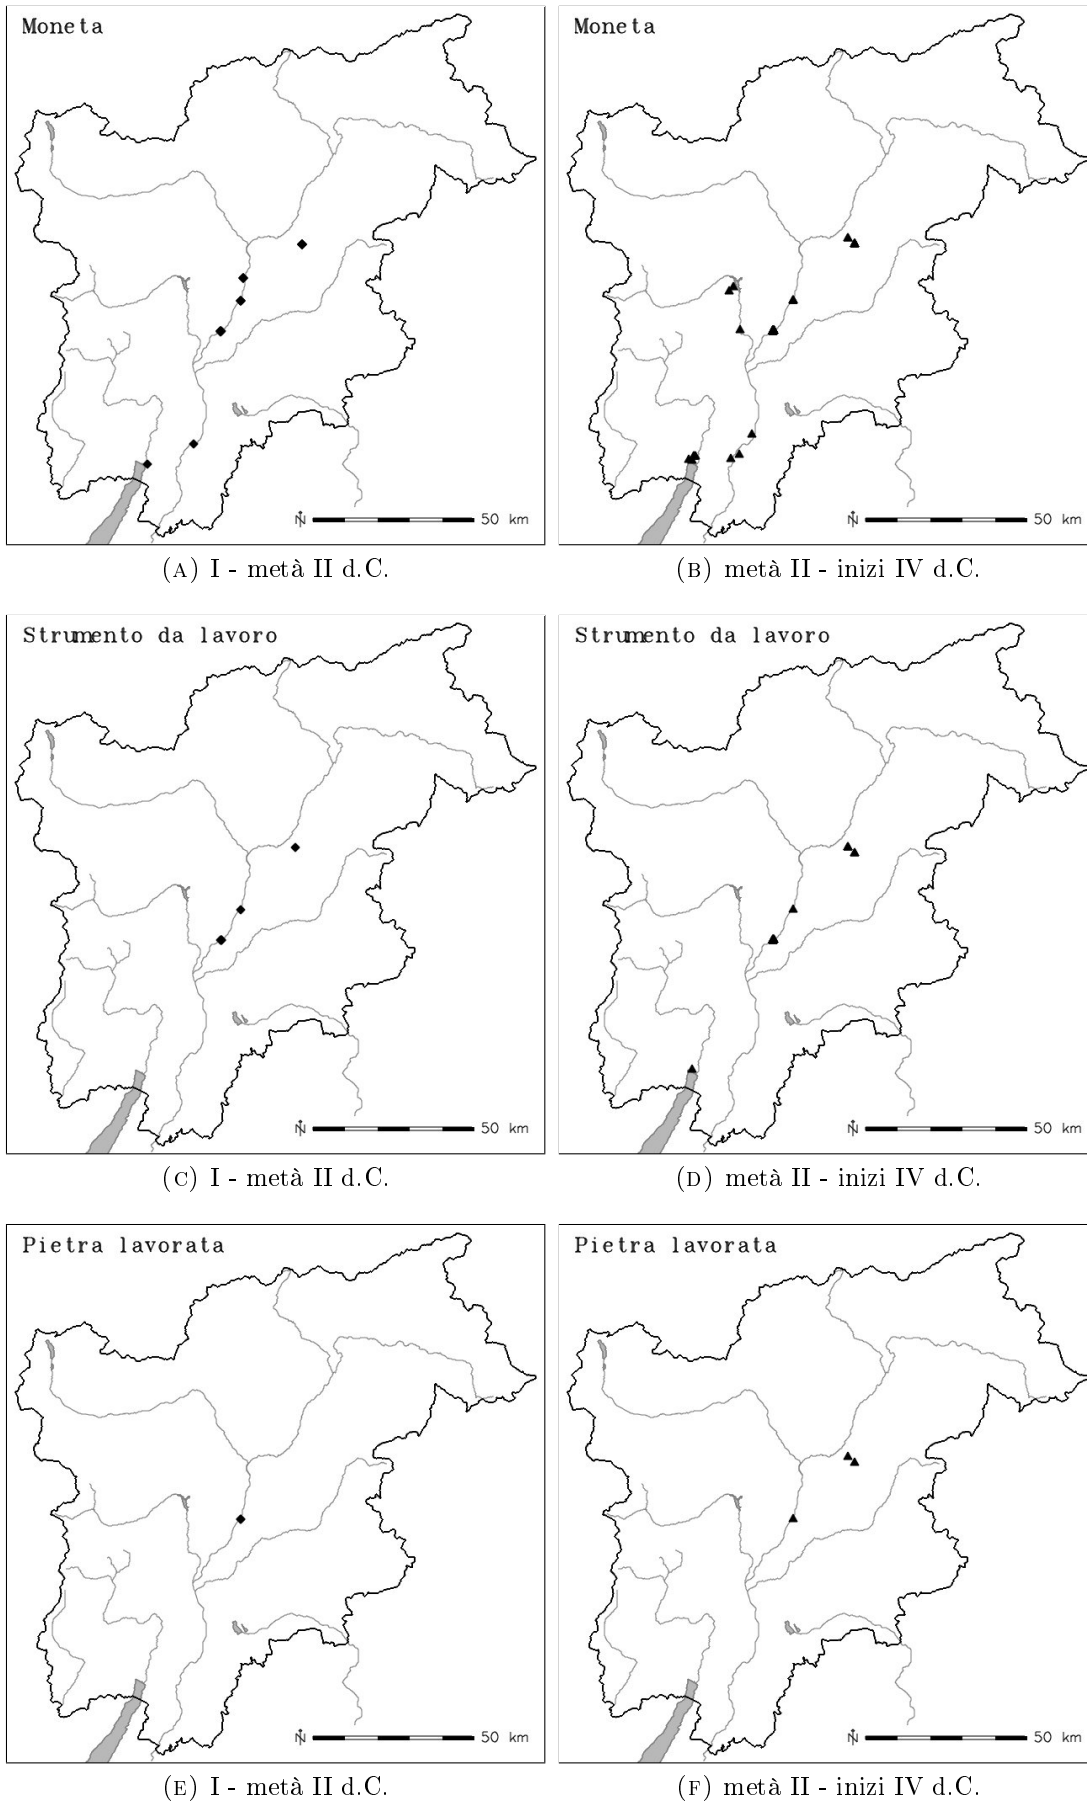 Moneta
N 50 km
(A) I - metà II d.C.
Moneta
N 50 km
(B) metà II - inizi IV d.C.
Strumento da lavoro
N 50 km
(C) I - metà II d.C.
Strumento da lavoro
N 50 km
(D) metà II - inizi IV d.C.
Pietra lavorata
N 50 km
(E) I - metà II d.C.
Pietra lavorata
N 50 km
(F) metà II - inizi IV d.C.